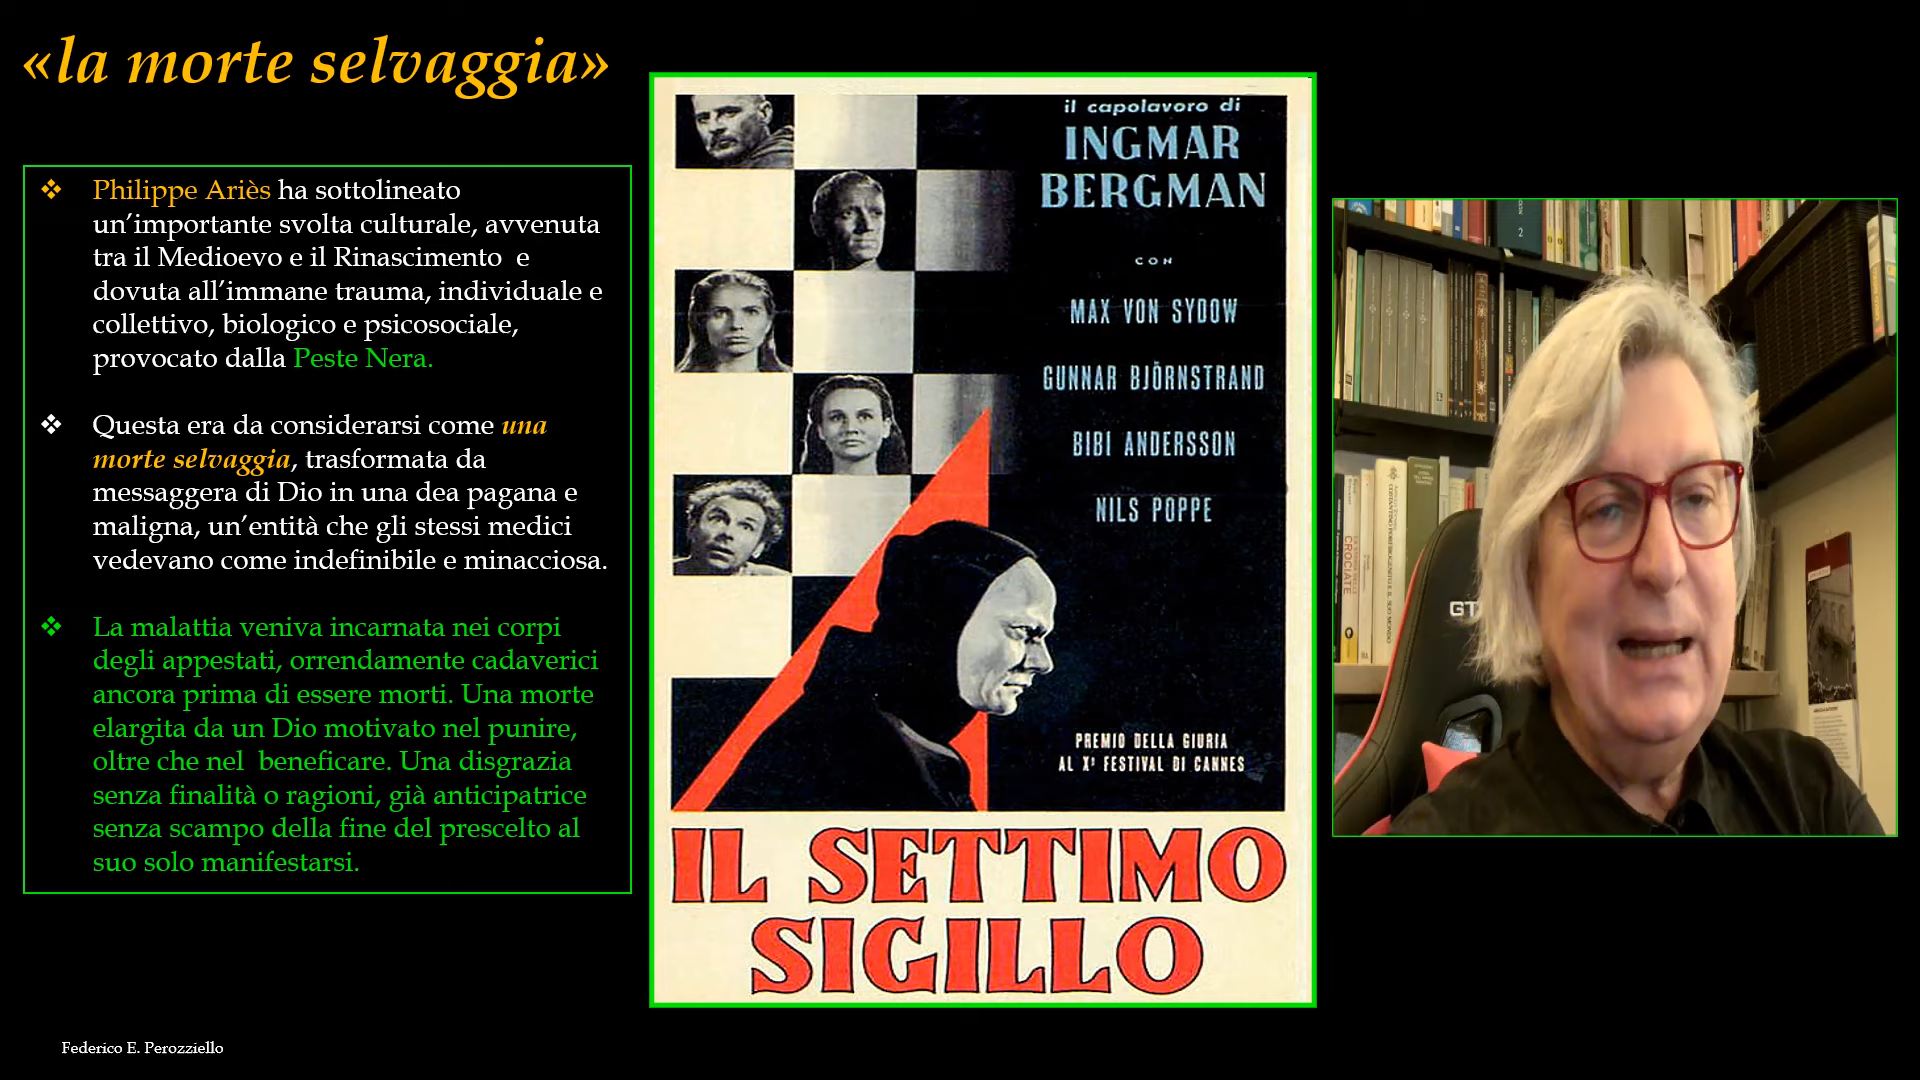 «la morte selvaggia»
❖ Philippe Ariès ha sottolineato
un’importante svolta culturale, avvenuta
tra il Medioevo e il Rinascimento e
dovuta all’immane trauma, individuale e
collettivo, biologico e psicosociale,
provocato dalla Peste Nera.
❖ Questa era da considerarsi come una
morte selvaggia, trasformata da
messaggera di Dio in una dea pagana e
maligna, un’entità che gli stessi medici
vedevano come indefinibile e minacciosa.
❖ La malattia veniva incarnata nei corpi
degli appestati, orrendamente cadaverici
ancora prima di essere morti. Una morte
elargita da un Dio motivato nel punire,
oltre che nel beneficare. Una disgrazia
senza finalità o ragioni, già anticipatrice
senza scampo della fine del prescelto al
suo solo manifestarsi.
Federico E. Perozziello
il capolavoro di
INGMAR
BERGMAN
CON
MAX VON SYDOW
GUNNAR BJÖRNSTRAND
BIBI ANDERSSON
NILS POPPE
PREMIO DELLA GIURIA
AL X° FESTIVAL DI CANNES
IL SETTIMO
SIGILLO
2
CROCIATE
GT